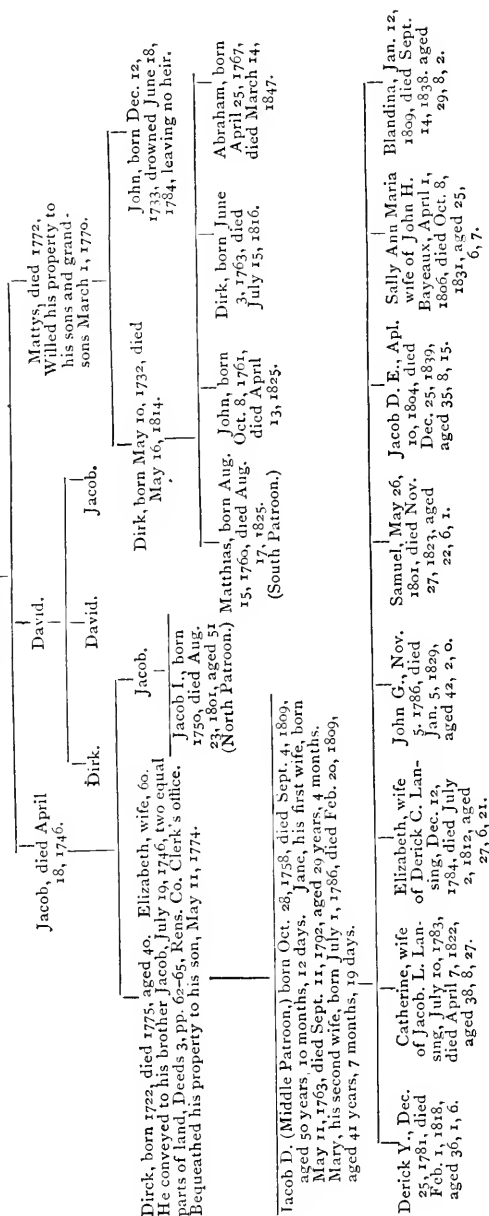 Jacob, died April
18, 1746.
David.
Mattys, died 1772,
Willed his property to
his sons and grand-
sons March 1, 1770.
Dirk.
David.
Jacob.
Dirck, born 1722, died 1775, aged 40. Elizabeth, wife, 60.
He conveyed to his brother Jacob, July 19, 1746, two equal
parts of land, Deeds 3, pp. 62-65, Rens. Co. Clerk's office.
Bequeathed his property to his son, May 11, 1774.
Jacob.
Jacob I., born
1750, died Aug.
23, 1801, aged 51
(North Patroon.)
Dirk, born May 10, 1732, died
May 16, 1814.
John, born Dec. 12,
1733, drowned June 18,
1784, leaving no heir.
Matthias, born Aug.
15, 1760, died Aug.
17, 1825.
(South Patroon.)
John, born
Oct. 8, 1761,
died April
13, 1825.
Dirk, born June
3, 1763, died
July 15, 1816.
Abraham, born
April 25, 1767,
died March 14,
1847.
Jacob D. (Middle Patroon,) born Oct. 28, 1758, died Sept. 4, 1809,
aged 50 years, 10 months, 12 days. Jane, his first wife, born
May 11, 1763, died Sept. 11, 1792, aged 29 years, 4 months.
Mary, his second wife, born July 1, 1786, died Feb. 20, 1809,
aged 41 years, 7 months, 19 days.
Derick Y., Dec.
25, 1781, died
Feb. 1, 1818,
aged 36, 1, 6.
Catherine, wife
of Jacob. L. Lan-
sing, July 10, 1783,
died April 7, 1822,
aged 38, 8, 27.
Elizabeth, wife
of Derick C. Lan-
sing, Dec. 12,
1784, died July
2, 1812, aged
27, 6, 21.
John G., Nov.
5, 1786, died
Jan. 5, 1829,
aged 42, 2, 0.
Samuel, May 26,
1801, died Nov.
27, 1823, aged
22, 6, 1.
Jacob D. E., Apl.
10, 1804, died
Dec. 25, 1839,
aged 35, 8, 15.
Sally Ann Maria
wife of John H.
Bayeaux, April 1,
1806, died Oct. 8,
1831, aged 25,
6, 7.
Blandina, Jan. 12,
1809, died Sept.
14, 1838. aged
29, 8, 2.